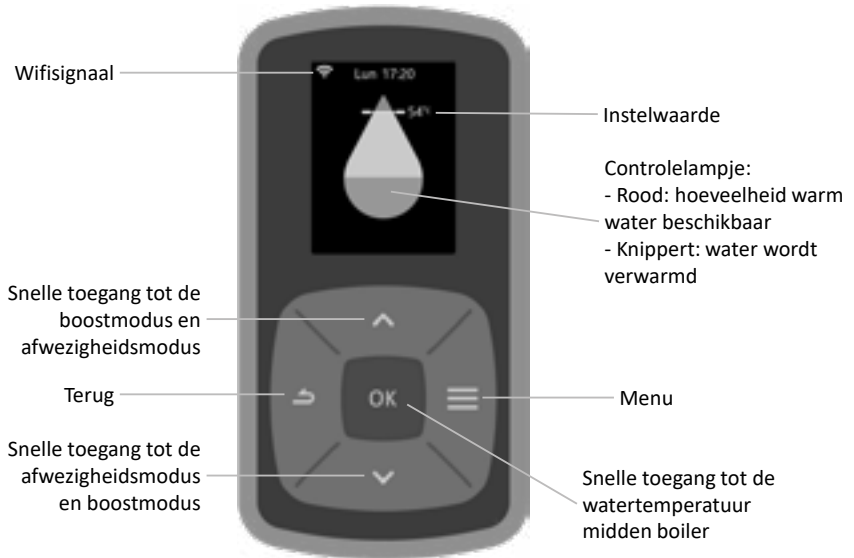 Wifisignaal
Lun 17:20
54°C
Instelwaarde
Controlelampje:
- Rood: hoeveelheid warm
water beschikbaar
- Knippert: water wordt
verwarmd
Snelle toegang tot de
boostmodus en
afwezigheidsmodus
Terug
OK
Menu
Snelle toegang tot de
afwezigheidsmodus
en boostmodus
Snelle toegang tot de
watertemperatuur
midden boiler